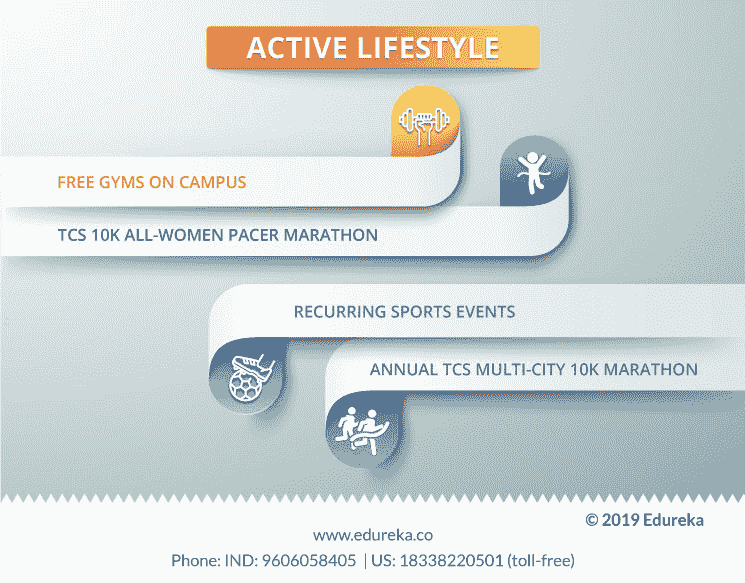 ACTIVE LIFESTYLE
FREE GYMS ON CAMPUS
TCS 10K ALL-WOMEN PACER MARATHON
RECURRING SPORTS EVENTS
ANNUAL TCS MULTI-CITY 10K MARATHON
© 2019 Edureka
www.edureka.co
Phone: IND: 9606058405 | US: 18338220501 (toll-free)